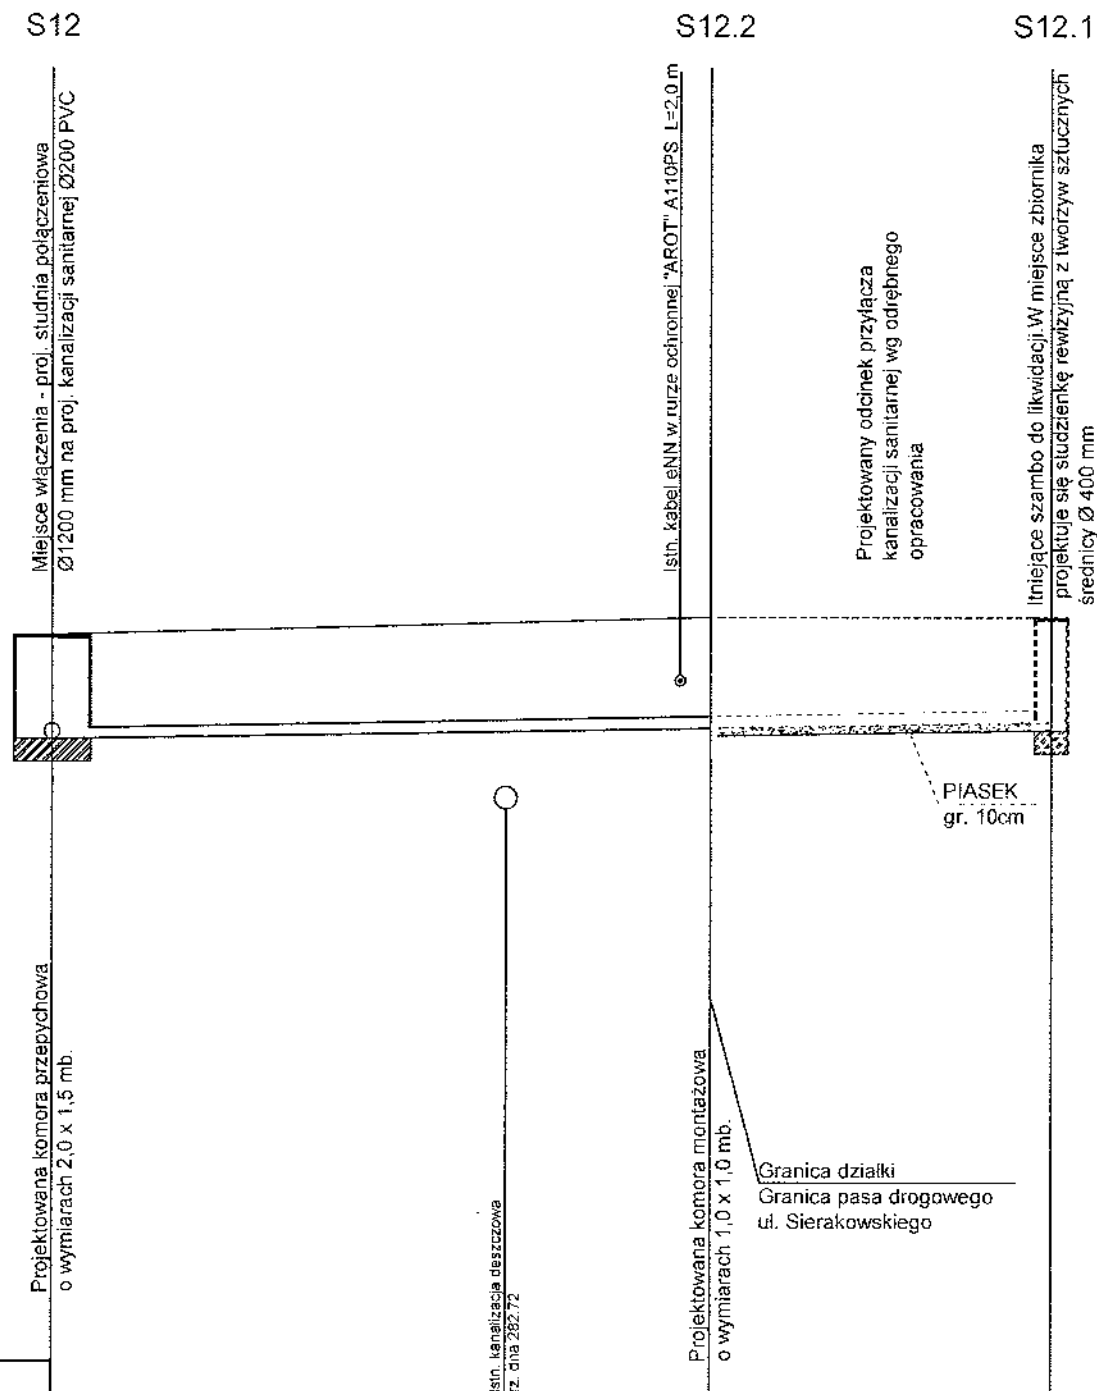 S12
S12.2
S12.1
Miejsce włączenia - proj. studnia połączeniowa
Ø1200 mm na proj. kanalizacji sanitarnej Ø200 PVC
Istn. kabel eNN w rurze ochronnej "AROT" A110PS L=2,0 m
Projektowany odcinek przyłącza
kanalizacji sanitarnej wg odrębnego
opracowania
Itniejące szambo do likwidacji.W miejsce zbiornika
projektuje się studzienkę rewizyjną z tworzyw sztucznych
średnicy Ø 400 mm
PIASEK
gr. 10cm
Projektowana komora przepychowa
o wymiarach 2,0 x 1,5 mb.
Istn. kanalizacja deszczowa
rz. dna 282.72
Projektowana komora montażowa
o wymiarach 1,0 x 1,0 mb.
Granica działki
Granica pasa drogowego
ul. Sierakowskiego